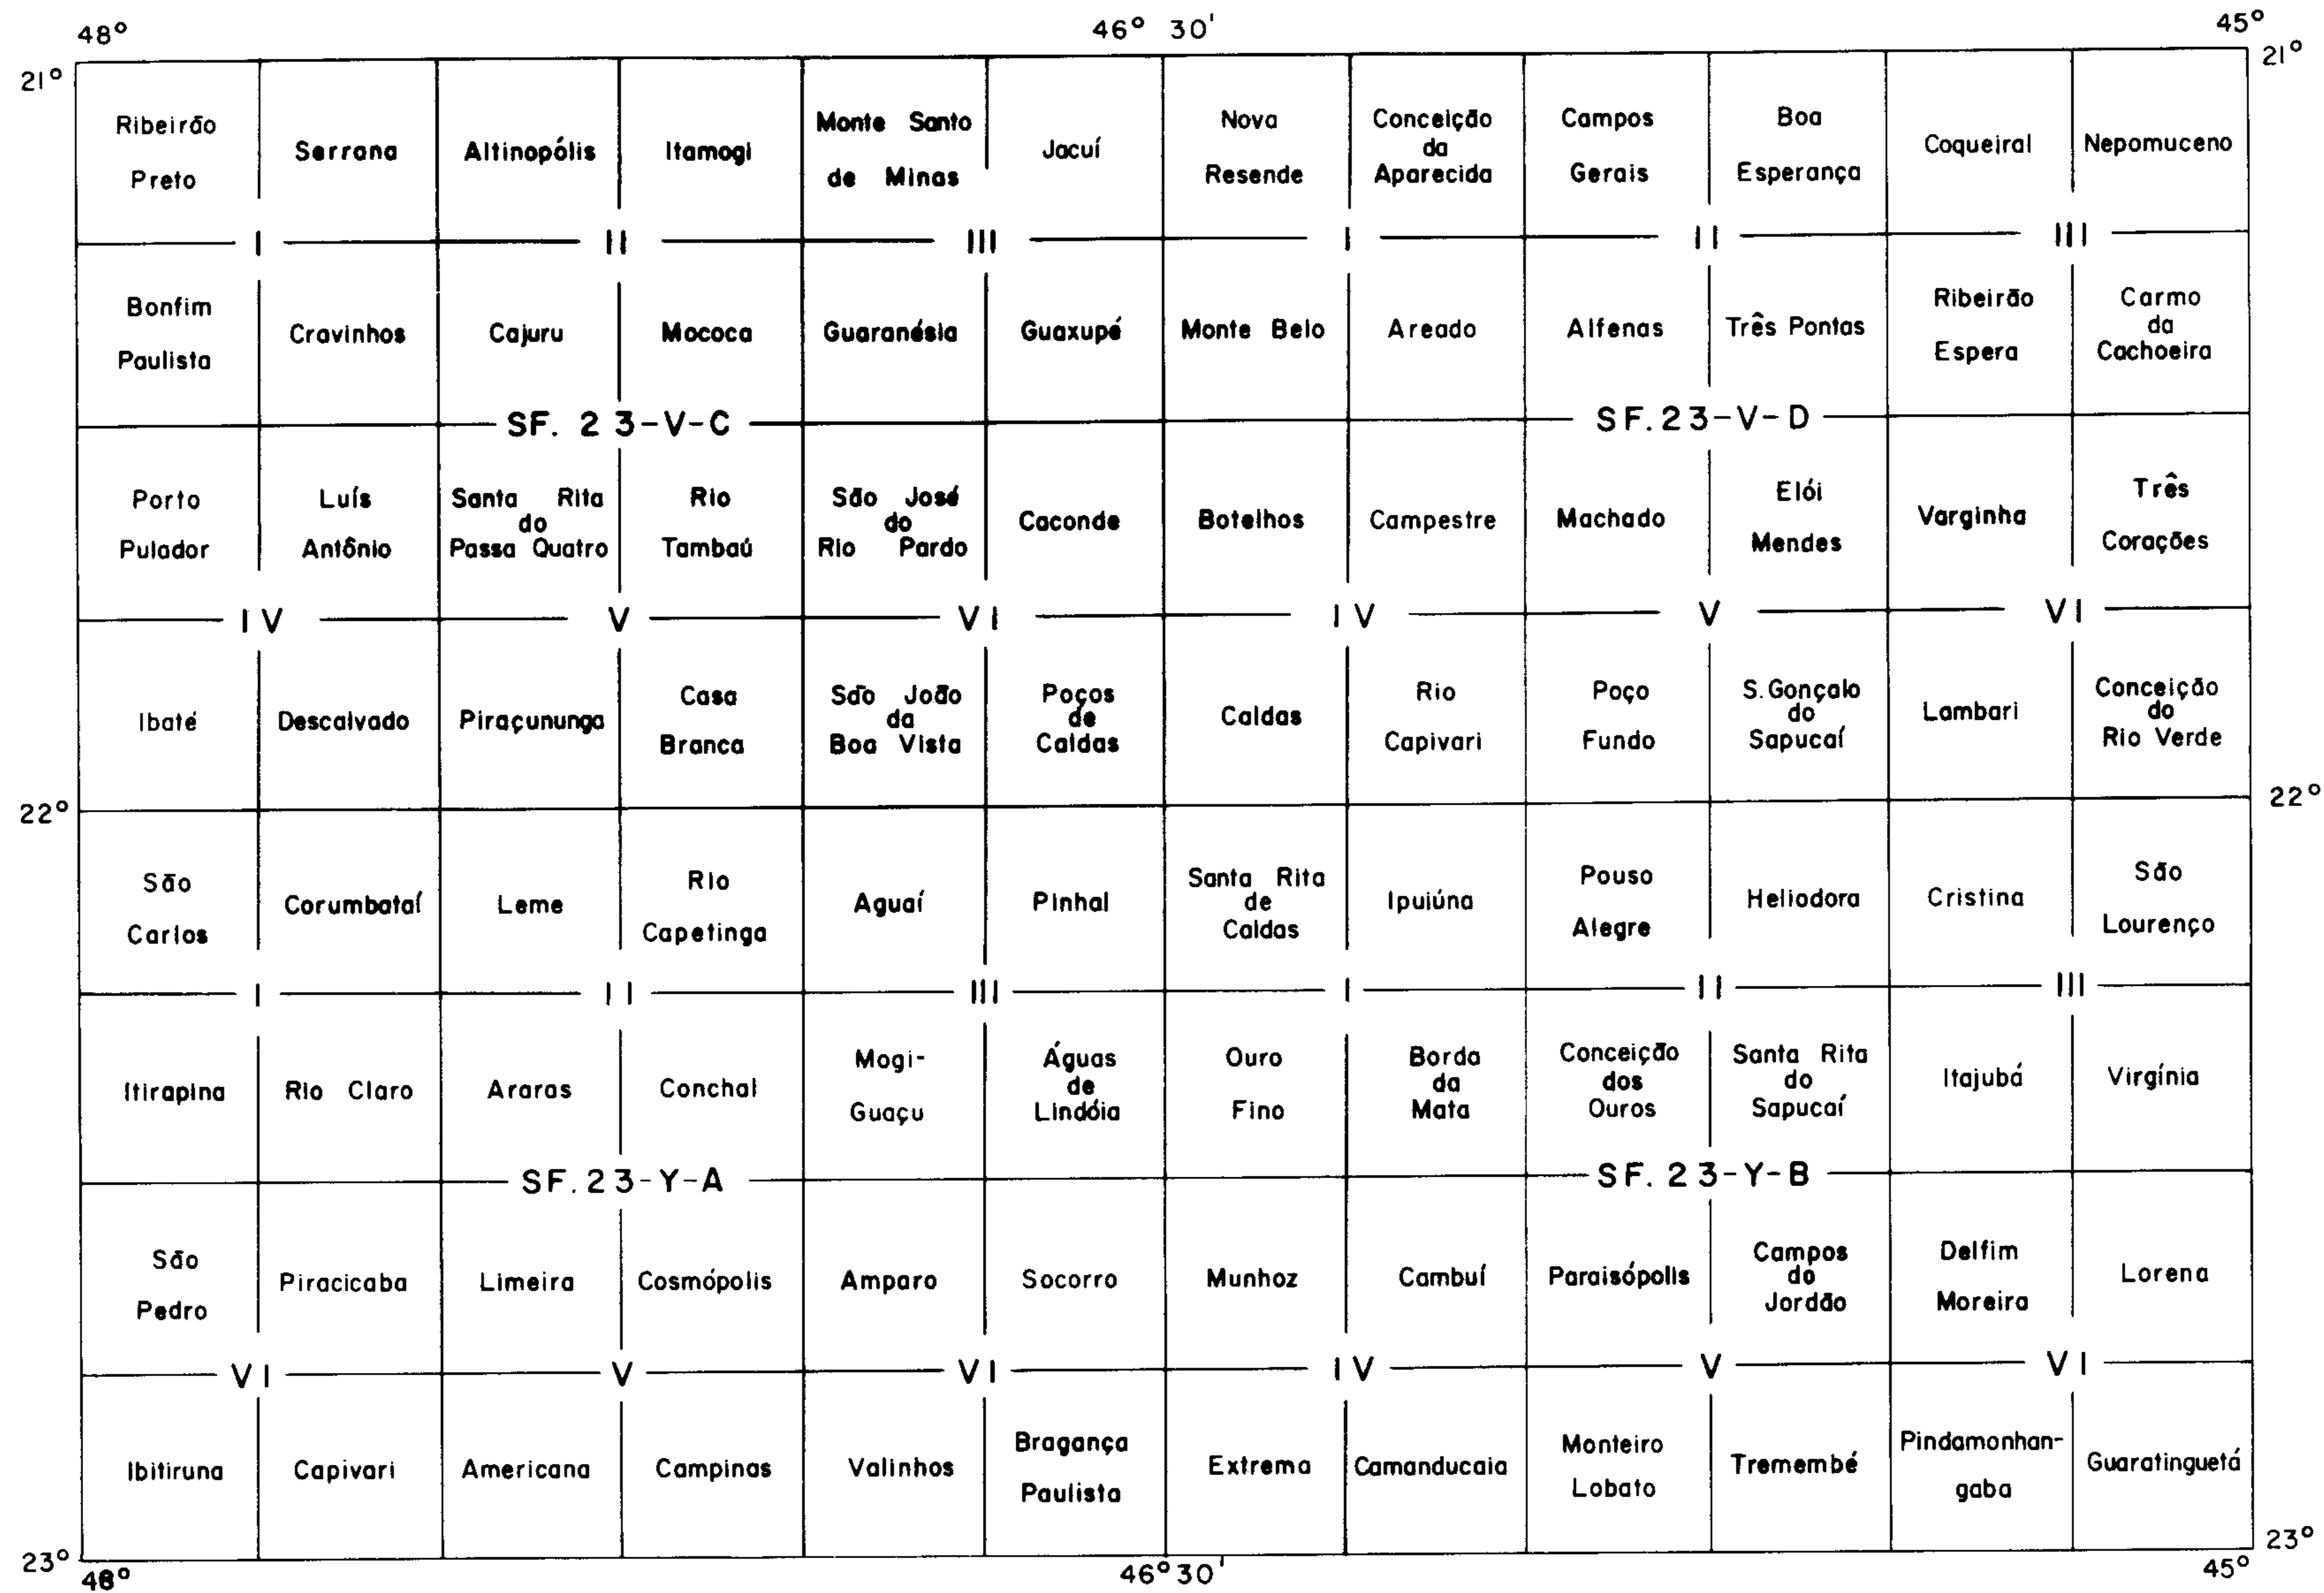 48° 46° 30' 45°
21° 21°
Ribeirão Preto
Serrana
Altinopólis
Itamogi
Monte Santo de Minas
Jacuí
Nova Resende
Conceição da Aparecida
Campos Gerais
Boa Esperança
Coqueiral
Nepomuceno
I II III I II III
Bonfim Paulista
Cravinhos
Cajuru
Mococa
Guaranésia
Guaxupé
Monte Belo
Areado
Alfenas
Três Pontas
Ribeirão Espera
Carmo da Cachoeira
SF. 23-V-C SF.23-V-D
Porto Pulador
Luís Antônio
Santa Rita do Passa Quatro
Rio Tambaú
São José do Rio Pardo
Caconde
Botelhos
Campestre
Machado
Elói Mendes
Varginha
Três Corações
IV V VI IV V VI
Ibaté
Descalvado
Piraçununga
Casa Branca
São João da Boa Vista
Poços de Caldas
Caldas
Rio Capivari
Poço Fundo
S.Gonçalo do Sapucaí
Lambari
Conceição do Rio Verde
22° 22°
São Carlos
Corumbataí
Leme
Rio Capetinga
Aguaí
Pinhal
Santa Rita de Caldas
Ipuiúna
Pouso Alegre
Heliodora
Cristina
São Lourenço
I II III I II III
Itirapina
Rio Claro
Araras
Conchal
Mogi-Guaçu
Águas de Lindóia
Ouro Fino
Borda da Mata
Conceição dos Ouros
Santa Rita do Sapucaí
Itajubá
Virgínia
SF.23-Y-A SF.23-Y-B
São Pedro
Piracicaba
Limeira
Cosmópolis
Amparo
Socorro
Munhoz
Cambuí
Paraisópolis
Campos do Jordão
Delfim Moreira
Lorena
VI V VI IV V VI
Ibitiruna
Capivari
Americana
Campinas
Valinhos
Bragança Paulista
Extrema
Camanducaia
Monteiro Lobato
Tremembé
Pindamonhan-gaba
Guaratinguetá
23° 23°
48° 46°30' 45°